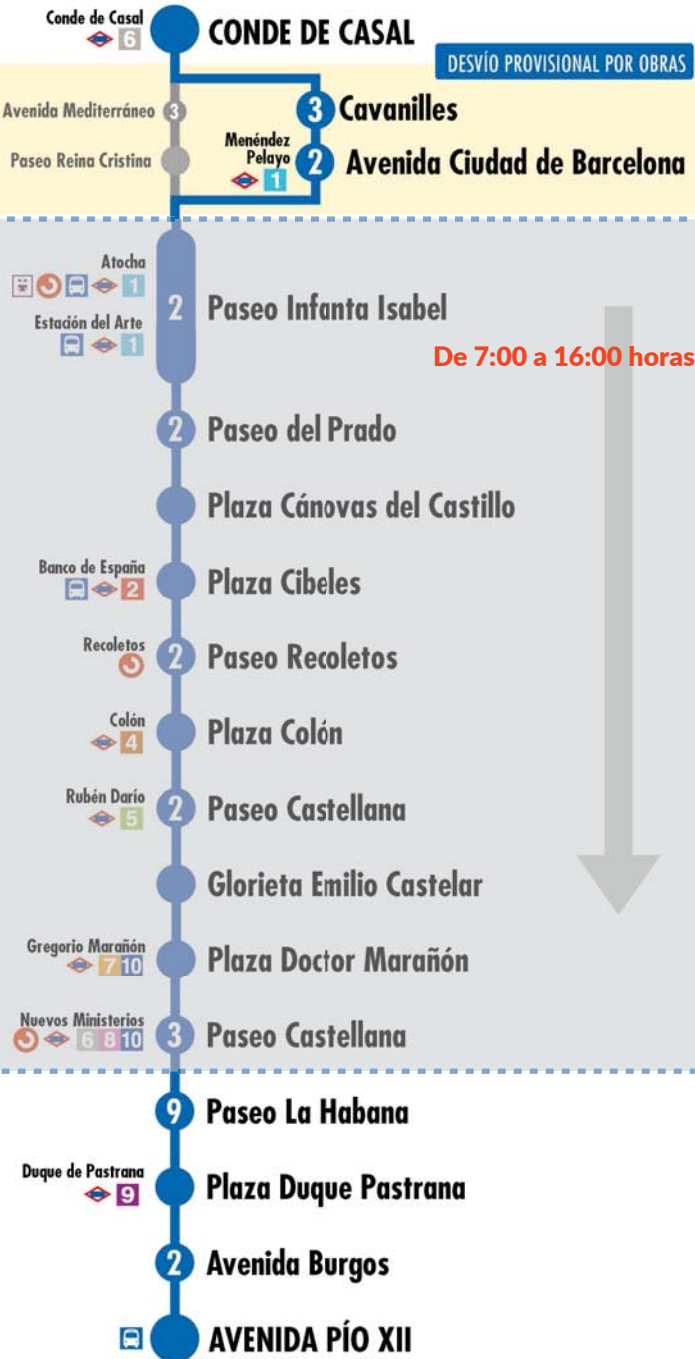 Conde de Casal
6
CONDE DE CASAL
DESVÍO PROVISIONAL POR OBRAS
Avenida Mediterráneo 3
3 Cavanilles
Paseo Reina Cristina
Menéndez
Pelayo
1
2 Avenida Ciudad de Barcelona
Atocha
1
Estación del Arte
1
2 Paseo Infanta Isabel
De 7:00 a 16:00 horas
2 Paseo del Prado
Plaza Cánovas del Castillo
Banco de España
2
Plaza Cibeles
Recoletos
2 Paseo Recoletos
Colón
4
Plaza Colón
Rubén Darío
5
2 Paseo Castellana
Glorieta Emilio Castelar
Gregorio Marañón
7 10
Plaza Doctor Marañón
Nuevos Ministerios
6 8 10
3 Paseo Castellana
9 Paseo La Habana
Duque de Pastrana
9
Plaza Duque Pastrana
2 Avenida Burgos
AVENIDA PÍO XII